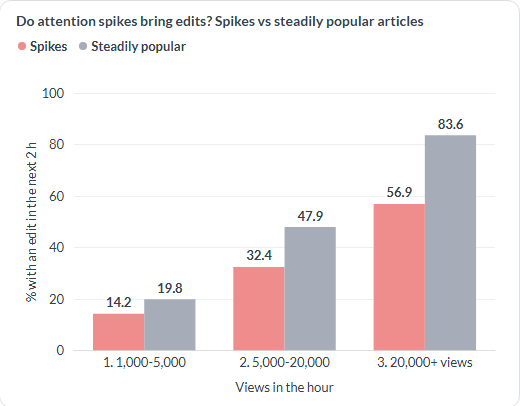 Do attention spikes bring edits? Spikes vs steadily popular articles
Spikes Steadily popular
100
80
60
40
20
0
% with an edit in the next 2 h
14.2
19.8
32.4
47.9
56.9
83.6
1. 1,000-5,000
2. 5,000-20,000
3. 20,000+ views
Views in the hour